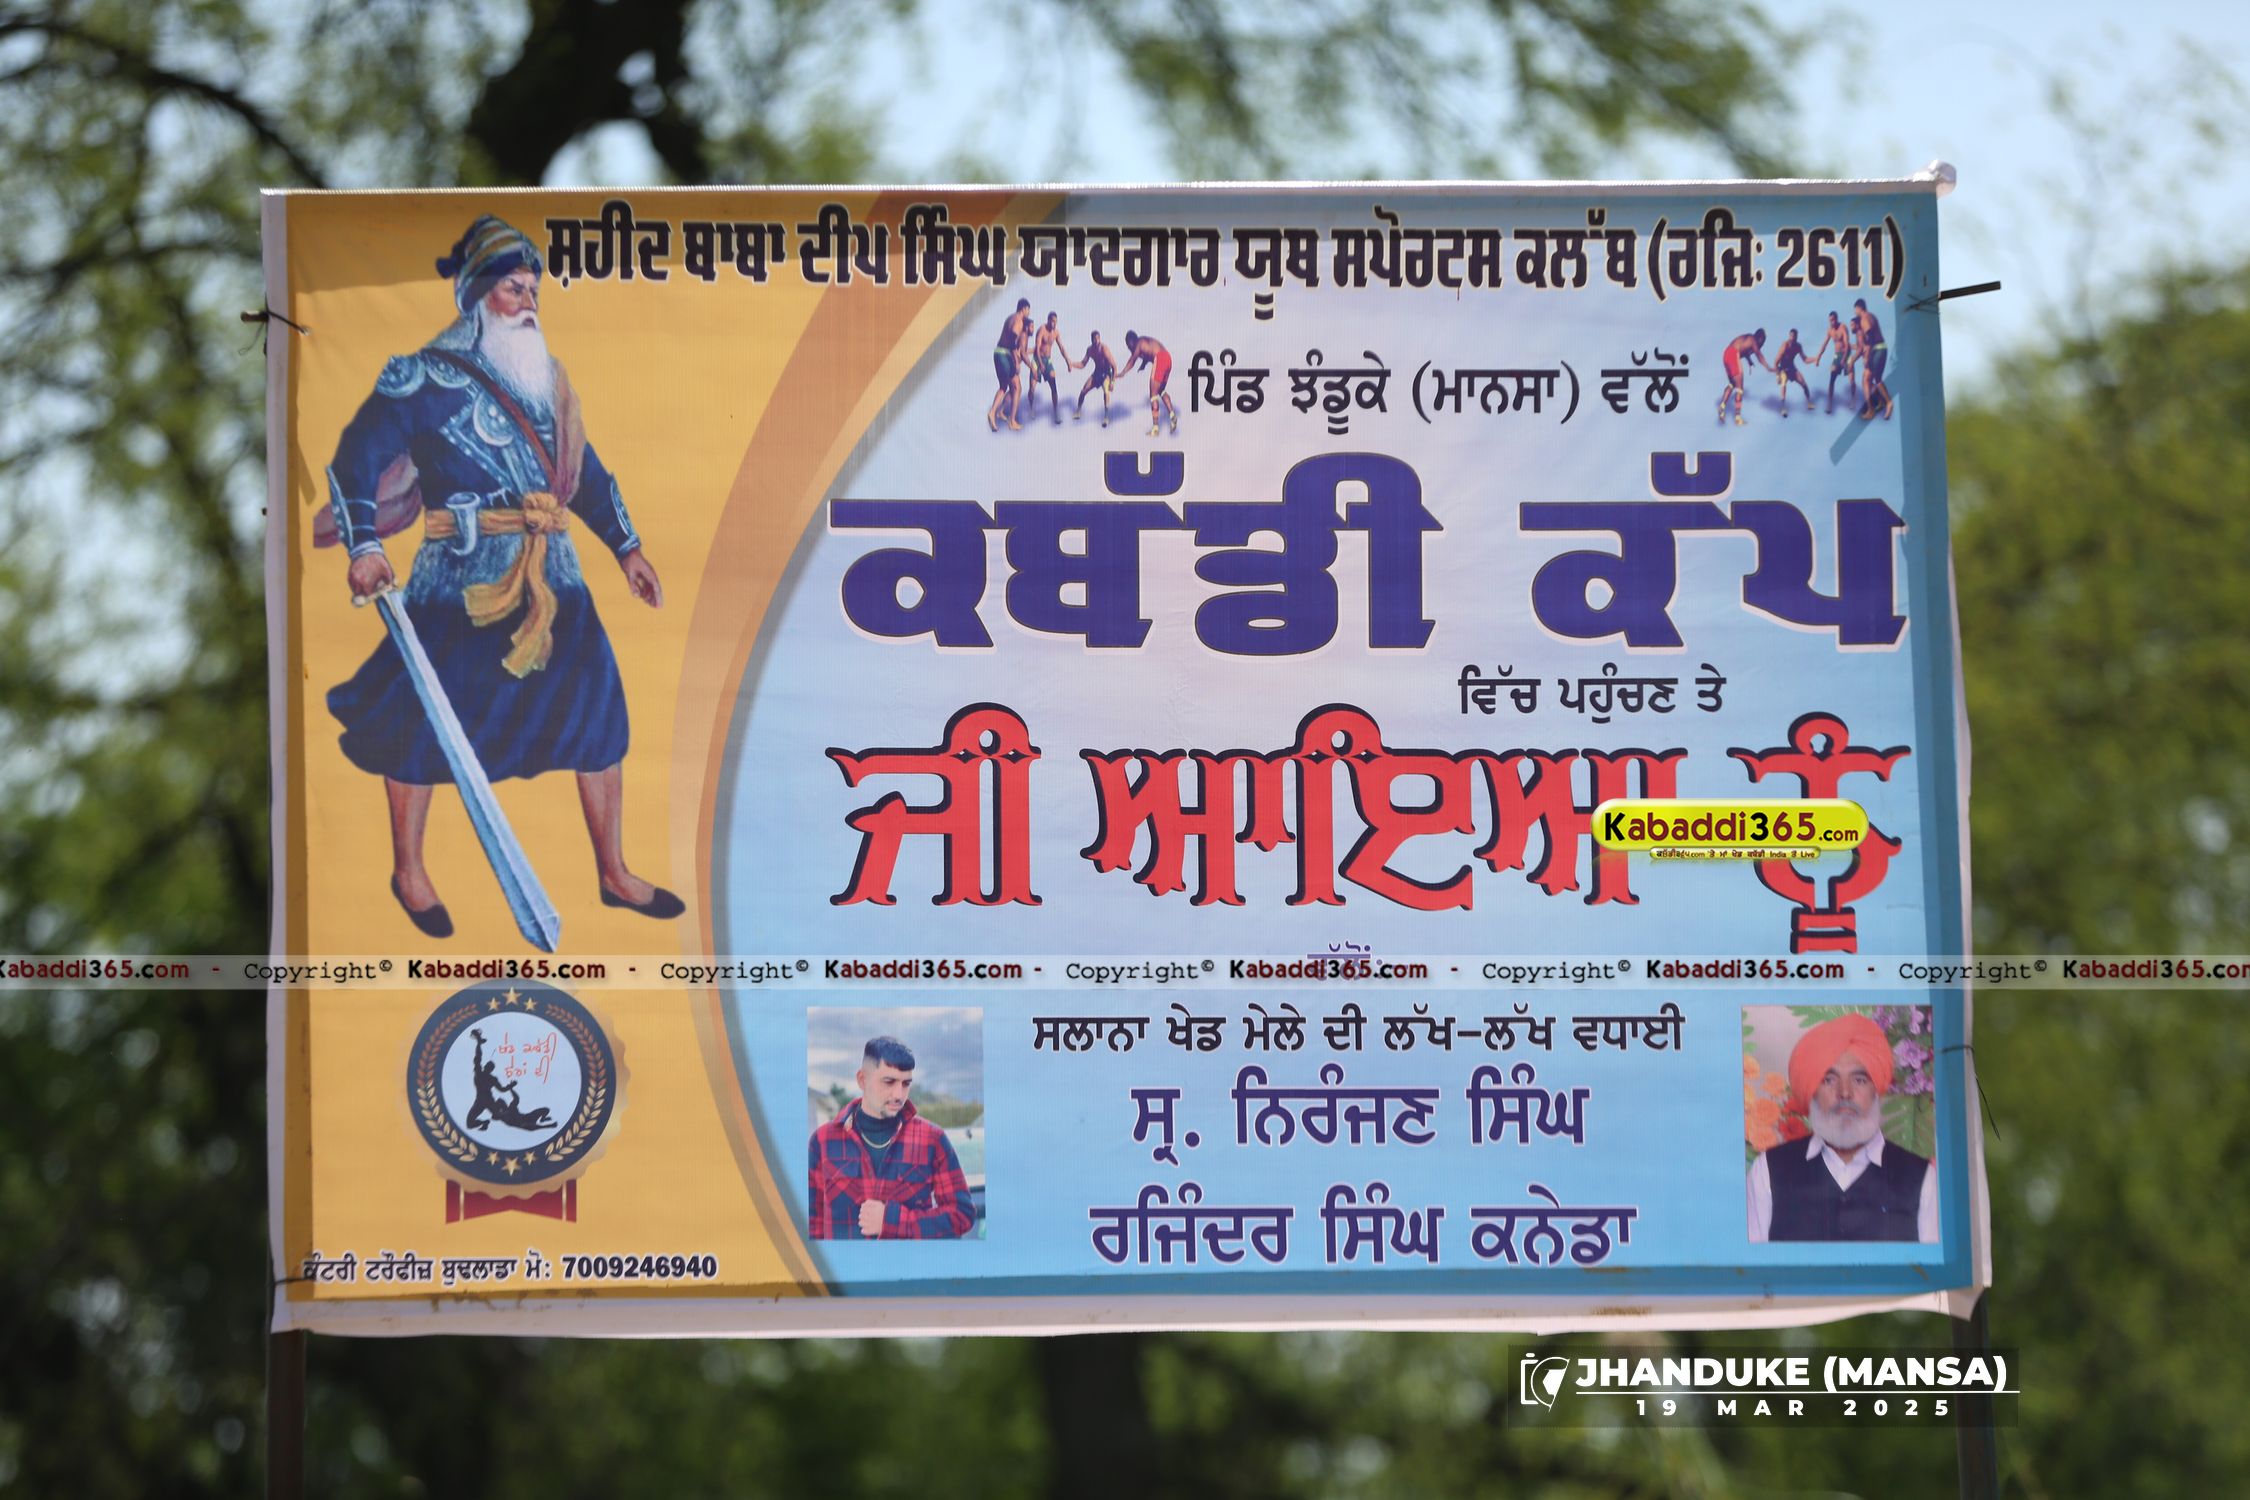 ਸ਼ਹੀਦ ਬਾਬਾ ਦੀਪ ਸਿੰਘ ਯਾਦਗਾਰ ਯੂਥ ਸਪੋਰਟਸ ਕਲੱਬ (ਰਜਿ: 2611)
ਪਿੰਡ ਝੰਡੂਕੇ (ਮਾਨਸਾ) ਵੱਲੋਂ
ਕਬੱਡੀ ਕੱਪ
ਵਿੱਚ ਪਹੁੰਚਣ ਤੇ
ਜੀ ਆਇਆ ਨੂੰ
Kabaddi365.com
Kabaddi365.com - Copyright© Kabaddi365.com - Copyright© Kabaddi365.com - Copyright© Kabaddi365.com - Copyright© Kabaddi365.com - Copyright© Kabaddi365.com
ਸਲਾਨਾ ਖੇਡ ਮੇਲੇ ਦੀ ਲੱਖ-ਲੱਖ ਵਧਾਈ
ਸ੍ਰ. ਨਿਰੰਜਣ ਸਿੰਘ
ਰਜਿੰਦਰ ਸਿੰਘ ਕਨੇਡਾ
ਕੰਟਰੀ ਟਰੌਫੀਜ਼ ਬੁਢਲਾਡਾ ਮੋ: 7009246940
JHANDUKE (MANSA)
19 MAR 2025